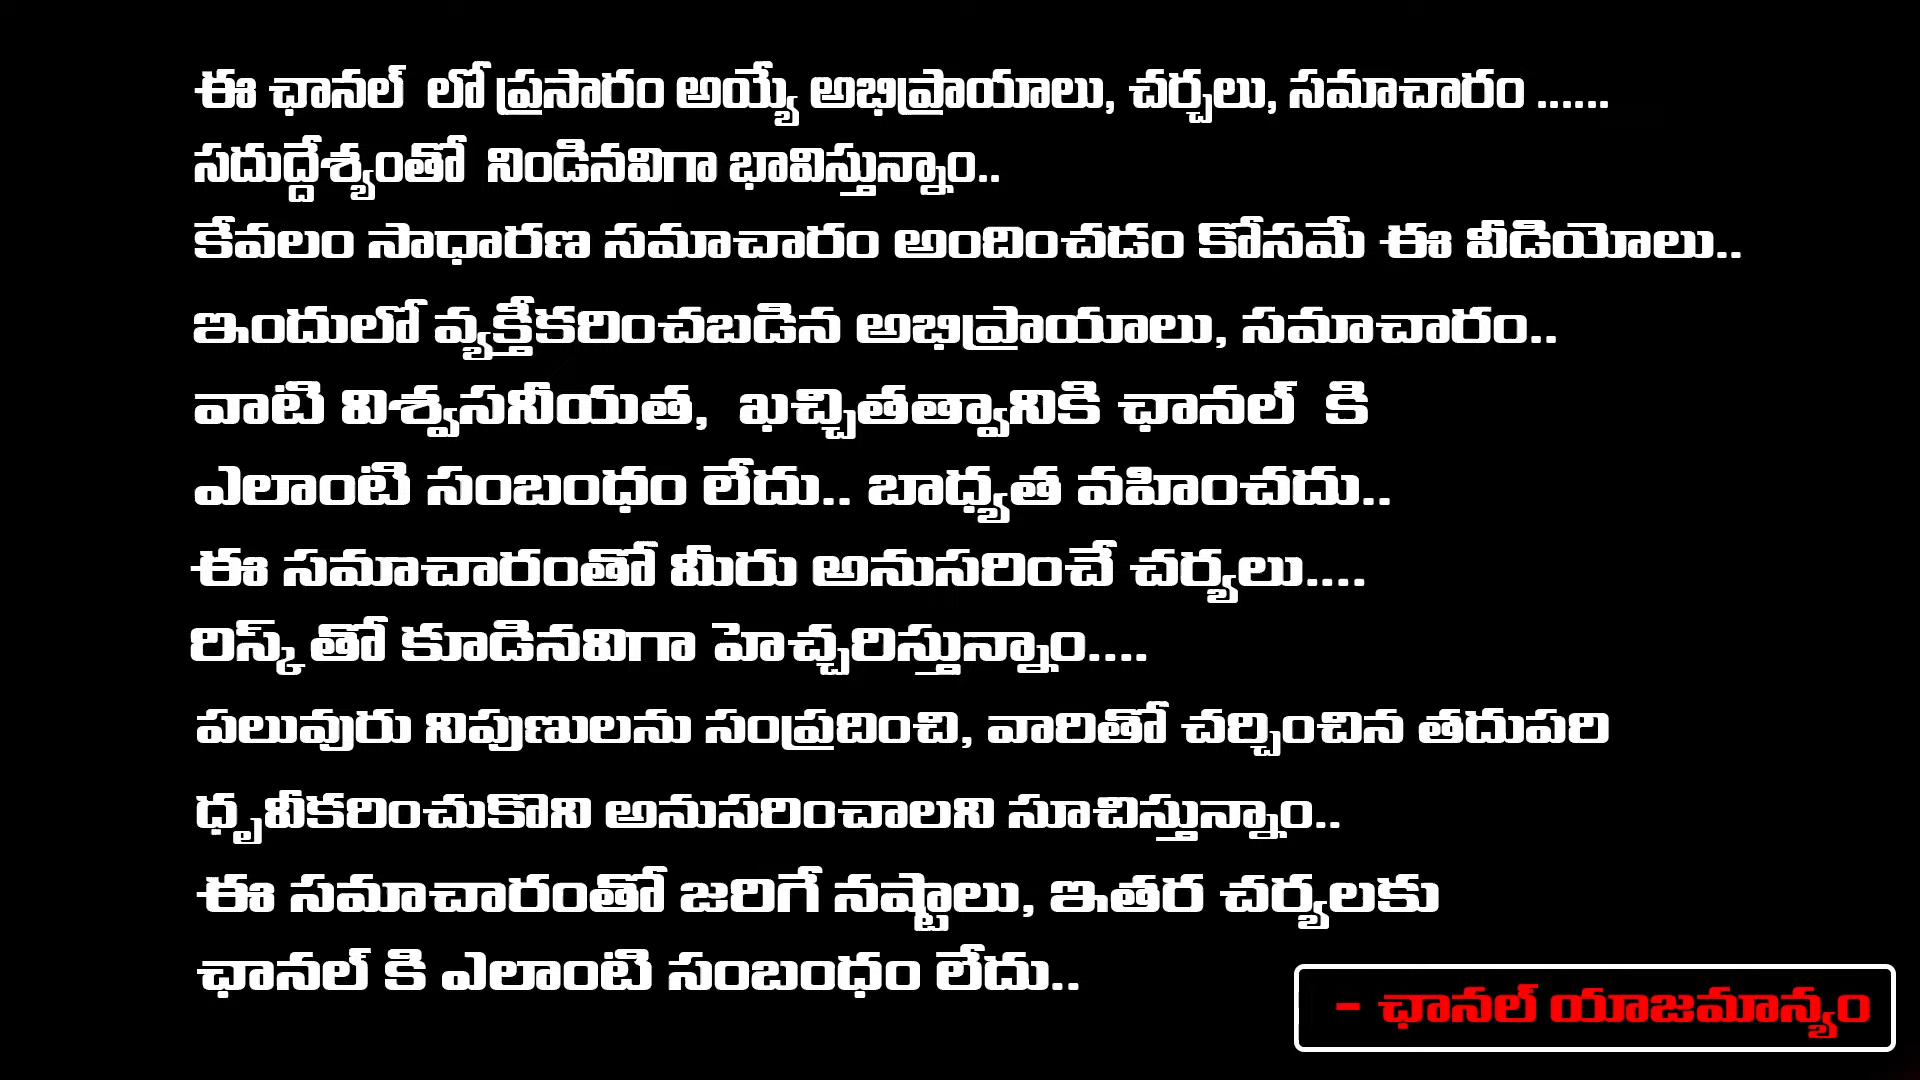 ఈ ఛానల్ లో ప్రసారం అయ్యే అభిప్రాయాలు, చర్చలు, సమాచారం ......
సదుద్దేశ్యంతో నిండినవిగా భావిస్తున్నాం..
కేవలం సాధారణ సమాచారం అందించడం కోసమే ఈ వీడియోలు..
ఇందులో వ్యక్తీకరించబడిన అభిప్రాయాలు, సమాచారం..
వాటి విశ్వసనీయత, ఖచ్చితత్వానికి ఛానల్ కి
ఎలాంటి సంబంధం లేదు.. బాధ్యత వహించదు..
ఈ సమాచారంతో మీరు అనుసరించే చర్యలు....
రిస్క్ తో కూడినవిగా హెచ్చరిస్తున్నాం....
పలువురు నిపుణులను సంప్రదించి, వారితో చర్చించిన తదుపరి
ధృవీకరించుకొని అనుసరించాలని సూచిస్తున్నాం..
ఈ సమాచారంతో జరిగే నష్టాలు, ఇతర చర్యలకు
ఛానల్ కి ఎలాంటి సంబంధం లేదు..
- ఛానల్ యాజమాన్యం